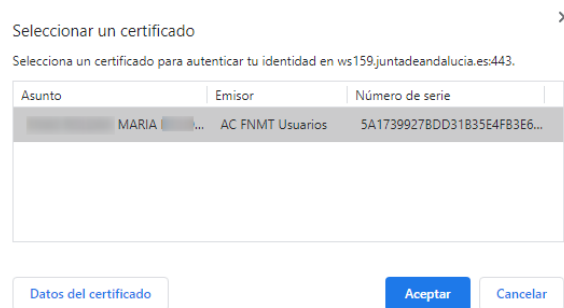 Seleccionar un certificado
Selecciona un certificado para autenticar tu identidad en ws159.juntadeandalucia.es:443.
Asunto Emisor Número de serie
MARIA ... AC FNMT Usuarios 5A1739927BDD31B35E4FB3E6...
Datos del certificado Aceptar Cancelar